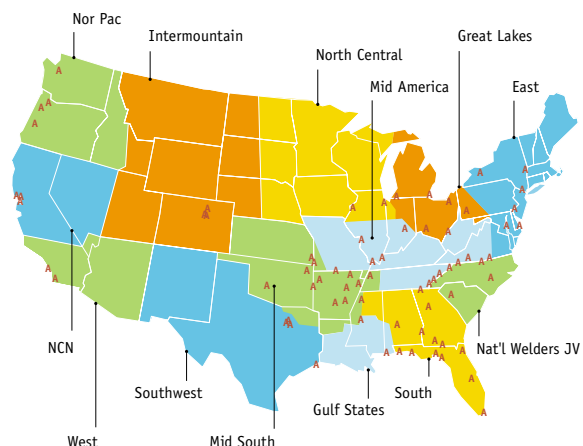 Nor Pac
Intermountain
Great Lakes
North Central
Mid America
East
NCN
Nat'l Welders JV
Southwest
South
Gulf States
West
Mid South
A A A A A A A A A A A A A A A A A A A A A A A A A A A A A A A A A A A A A A A A A A A A A A A A A A A A A A A A A A A A A A A A A A A A A A A A A A A A